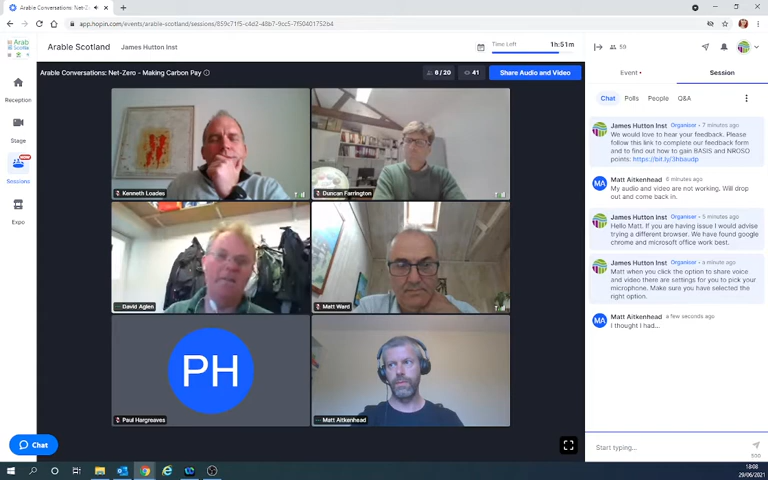 Arable Conversations: Net-Z
app.hopin.com/events/arable-scotland/sessions/859c71f5-c4d2-48b7-9cc5-7f50401752b4
Arab
Scotla
Arable Scotland
James Hutton Inst
Time Left
1h:51m
59
Arable Conversations: Net-Zero - Making Carbon Pay
8 / 20
41
Share Audio and Video
Reception
Stage
NEW
Sessions
Expo
Kenneth Loades
Duncan Farrington
David Aglen
Matt Ward
PH
Paul Hargreaves
Matt Aitkenhead
Chat
Event
Session
Chat
Polls
People
Q&A
James Hutton Inst Organiser • 7 minutes ago
We would love to hear your feedback. Please
follow this link to complete our feedback form
and to find out how to gain BASIS and NROSO
points:
MA
Matt Aitkenhead 6 minutes ago
My audio and video are not working. Will drop
out and come back in.
James Hutton Inst Organiser • 5 minutes ago
Hello Matt. If you are having issue I would advise
trying a different browser. We have found google
chrome and microsoft office work best.
James Hutton Inst Organiser • a minute ago
Matt when you click the option to share voice
and video there are settings for you to pick your
microphone. Make sure you have selected the
right option.
MA
Matt Aitkenhead a few seconds ago
I thought I had...
Start typing...
500
18:08
29/06/2021